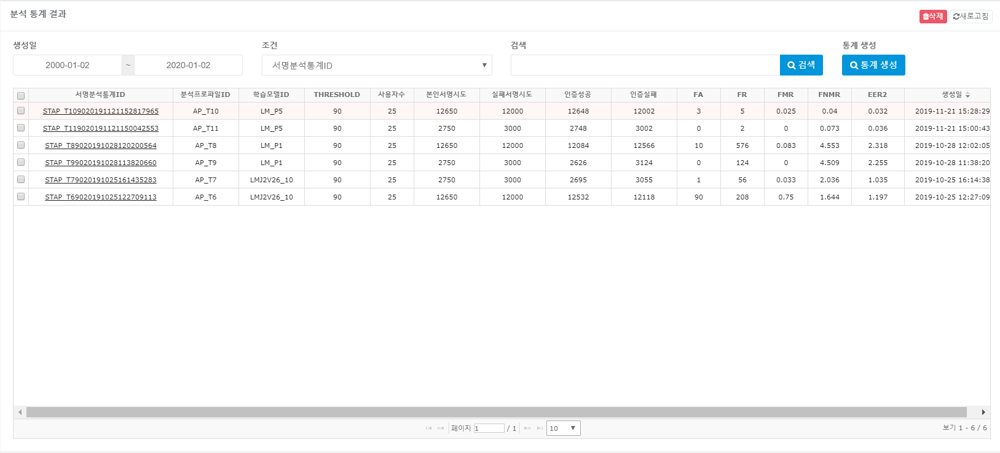 분석 통계 결과
삭제 새로고침
생성일 조건 검색 통계 생성
2000-01-02 ~ 2020-01-02 서명분석통계ID 검색 통계 생성
서명분석통계ID 분석프로파일ID 학습모델ID THRESHOLD 사용자수 본인서명시도 실패서명시도 인증성공 인증실패 FA FR FMR FNMR EER2 생성일
STAP_T109020191121152817965 AP_T10 LM_P5 90 25 12650 12000 12648 12002 3 5 0.025 0.04 0.032 2019-11-21 15:28:29
STAP_T119020191121150042553 AP_T11 LM_P5 90 25 2750 3000 2748 3002 0 2 0 0.073 0.036 2019-11-21 15:00:43
STAP_T89020191028120200564 AP_T8 LM_P1 90 25 12650 12000 12084 12566 10 576 0.083 4.553 2.318 2019-10-28 12:02:05
STAP_T99020191028113820660 AP_T9 LM_P1 90 25 2750 3000 2626 3124 0 124 0 4.509 2.255 2019-10-28 11:38:20
STAP_T79020191025161435283 AP_T7 LMJ2V26_10 90 25 2750 3000 2695 3055 1 56 0.033 2.036 1.035 2019-10-25 16:14:38
STAP_T69020191025122709113 AP_T6 LMJ2V26_10 90 25 12650 12000 12532 12118 90 208 0.75 1.644 1.197 2019-10-25 12:27:09
페이지 1 / 1 10 보기 1 - 6 / 6